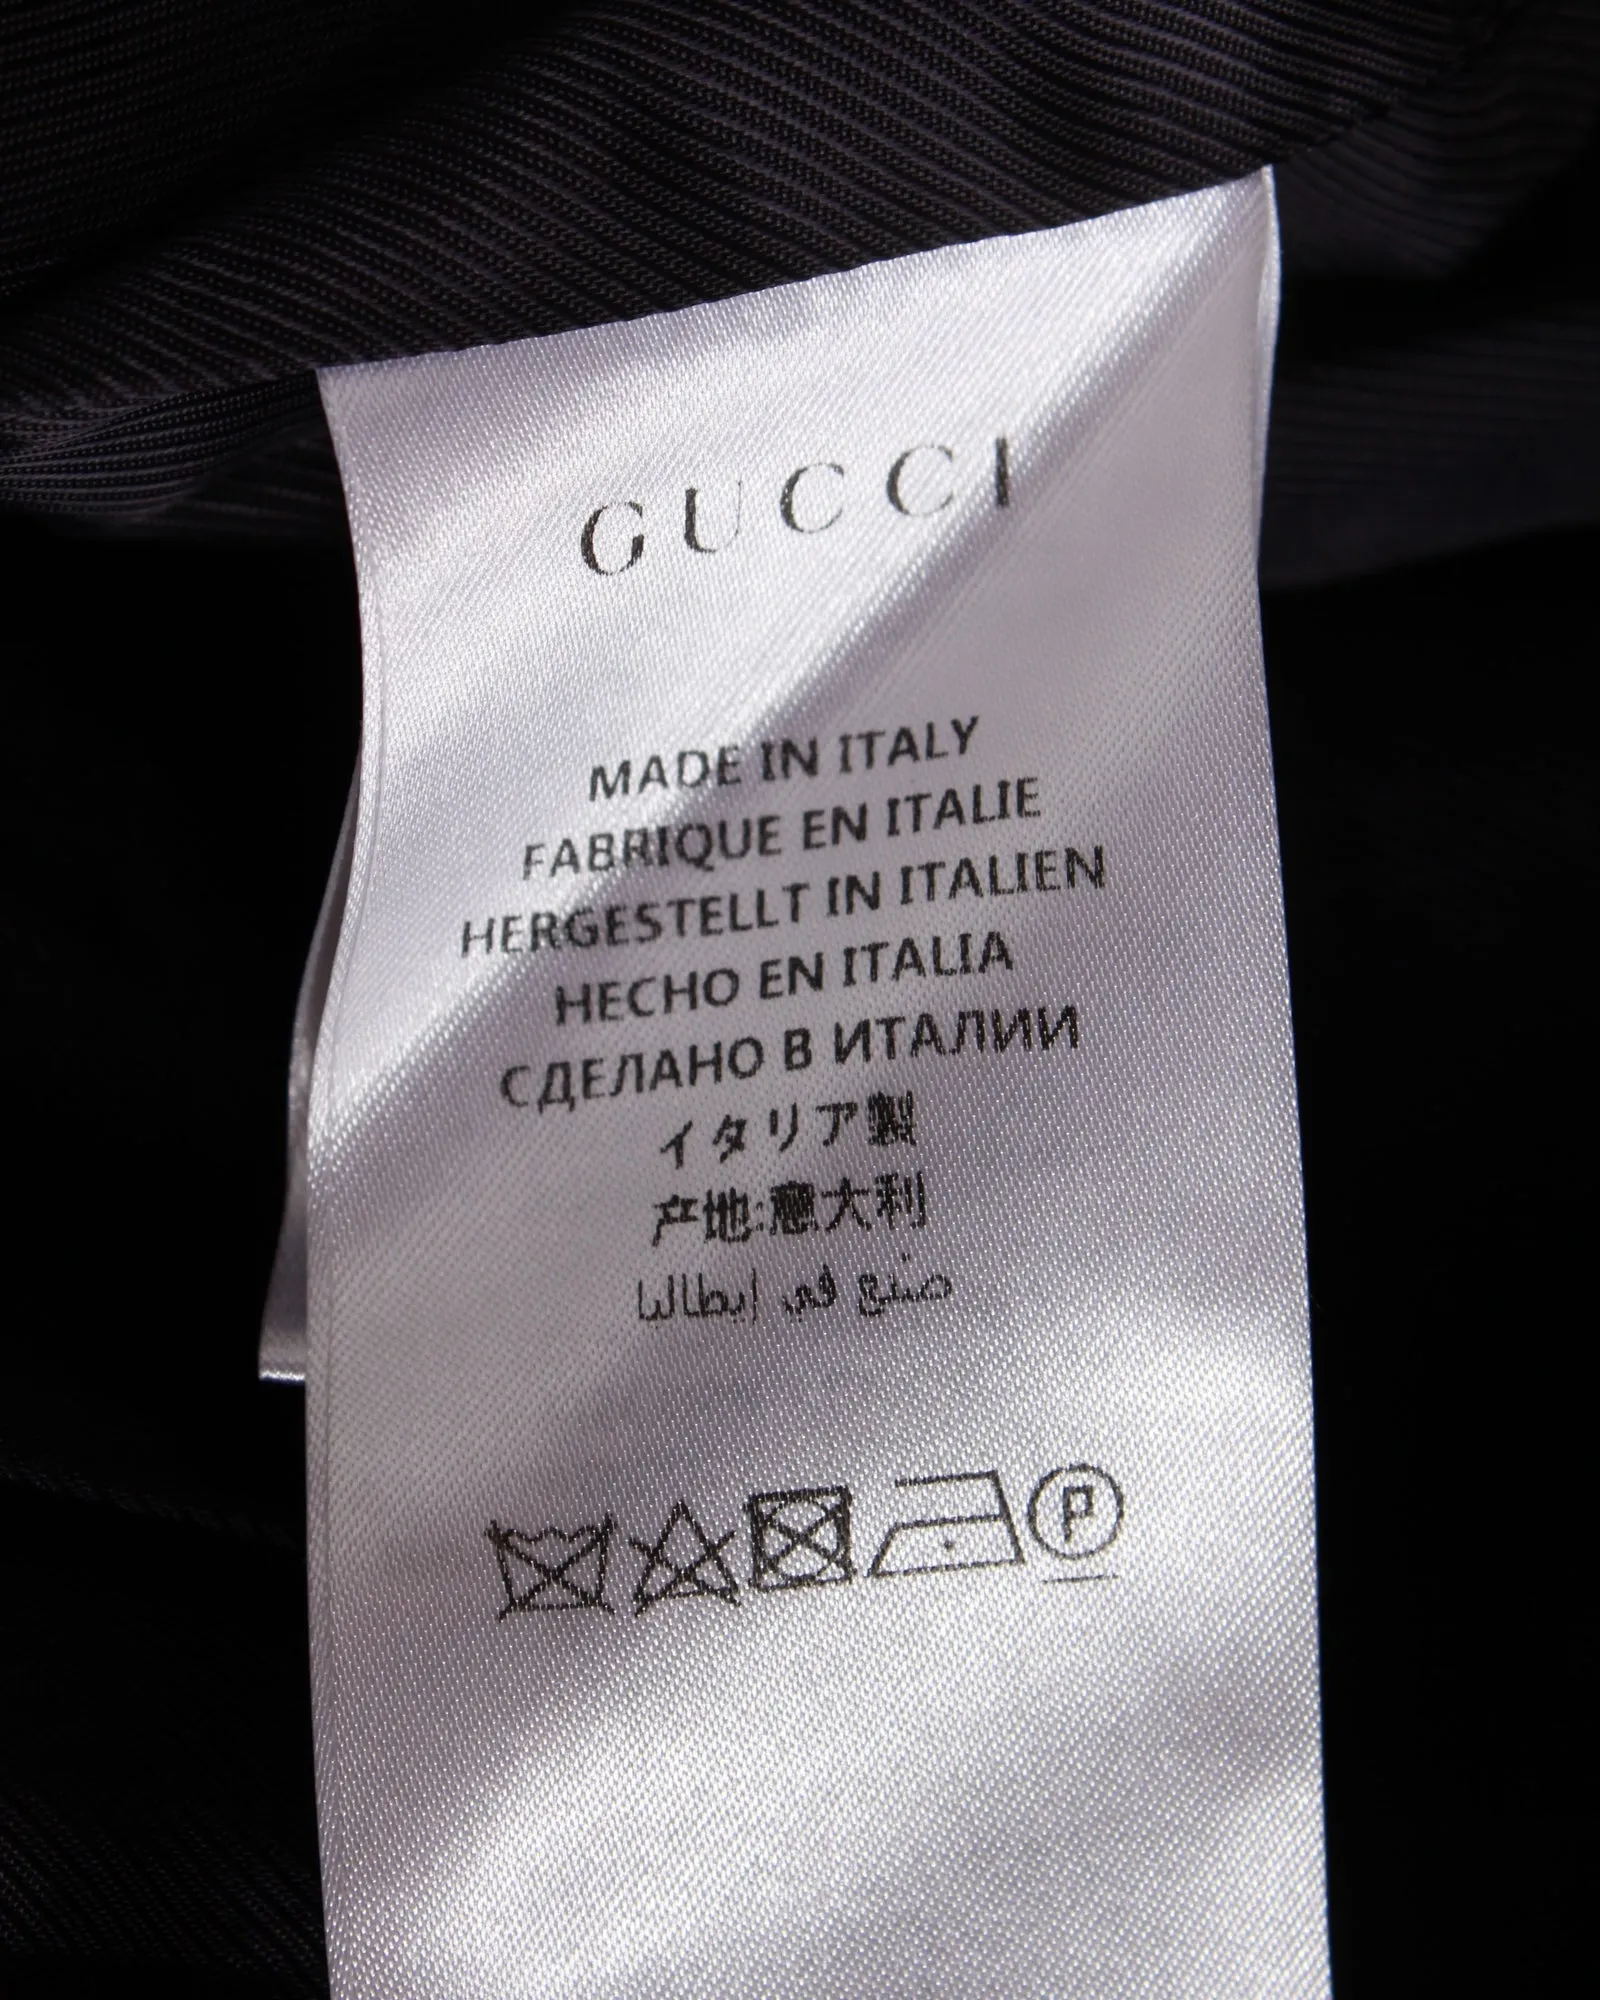 GUCCI
MADE IN ITALY
FABRIQUE EN ITALIE
HERGESTELLT IN ITALIEN
HECHO EN ITALIA
СДЕЛАНО В ИТАЛИИ
イタリア製
产地:意大利
صنع في إيطاليا
P